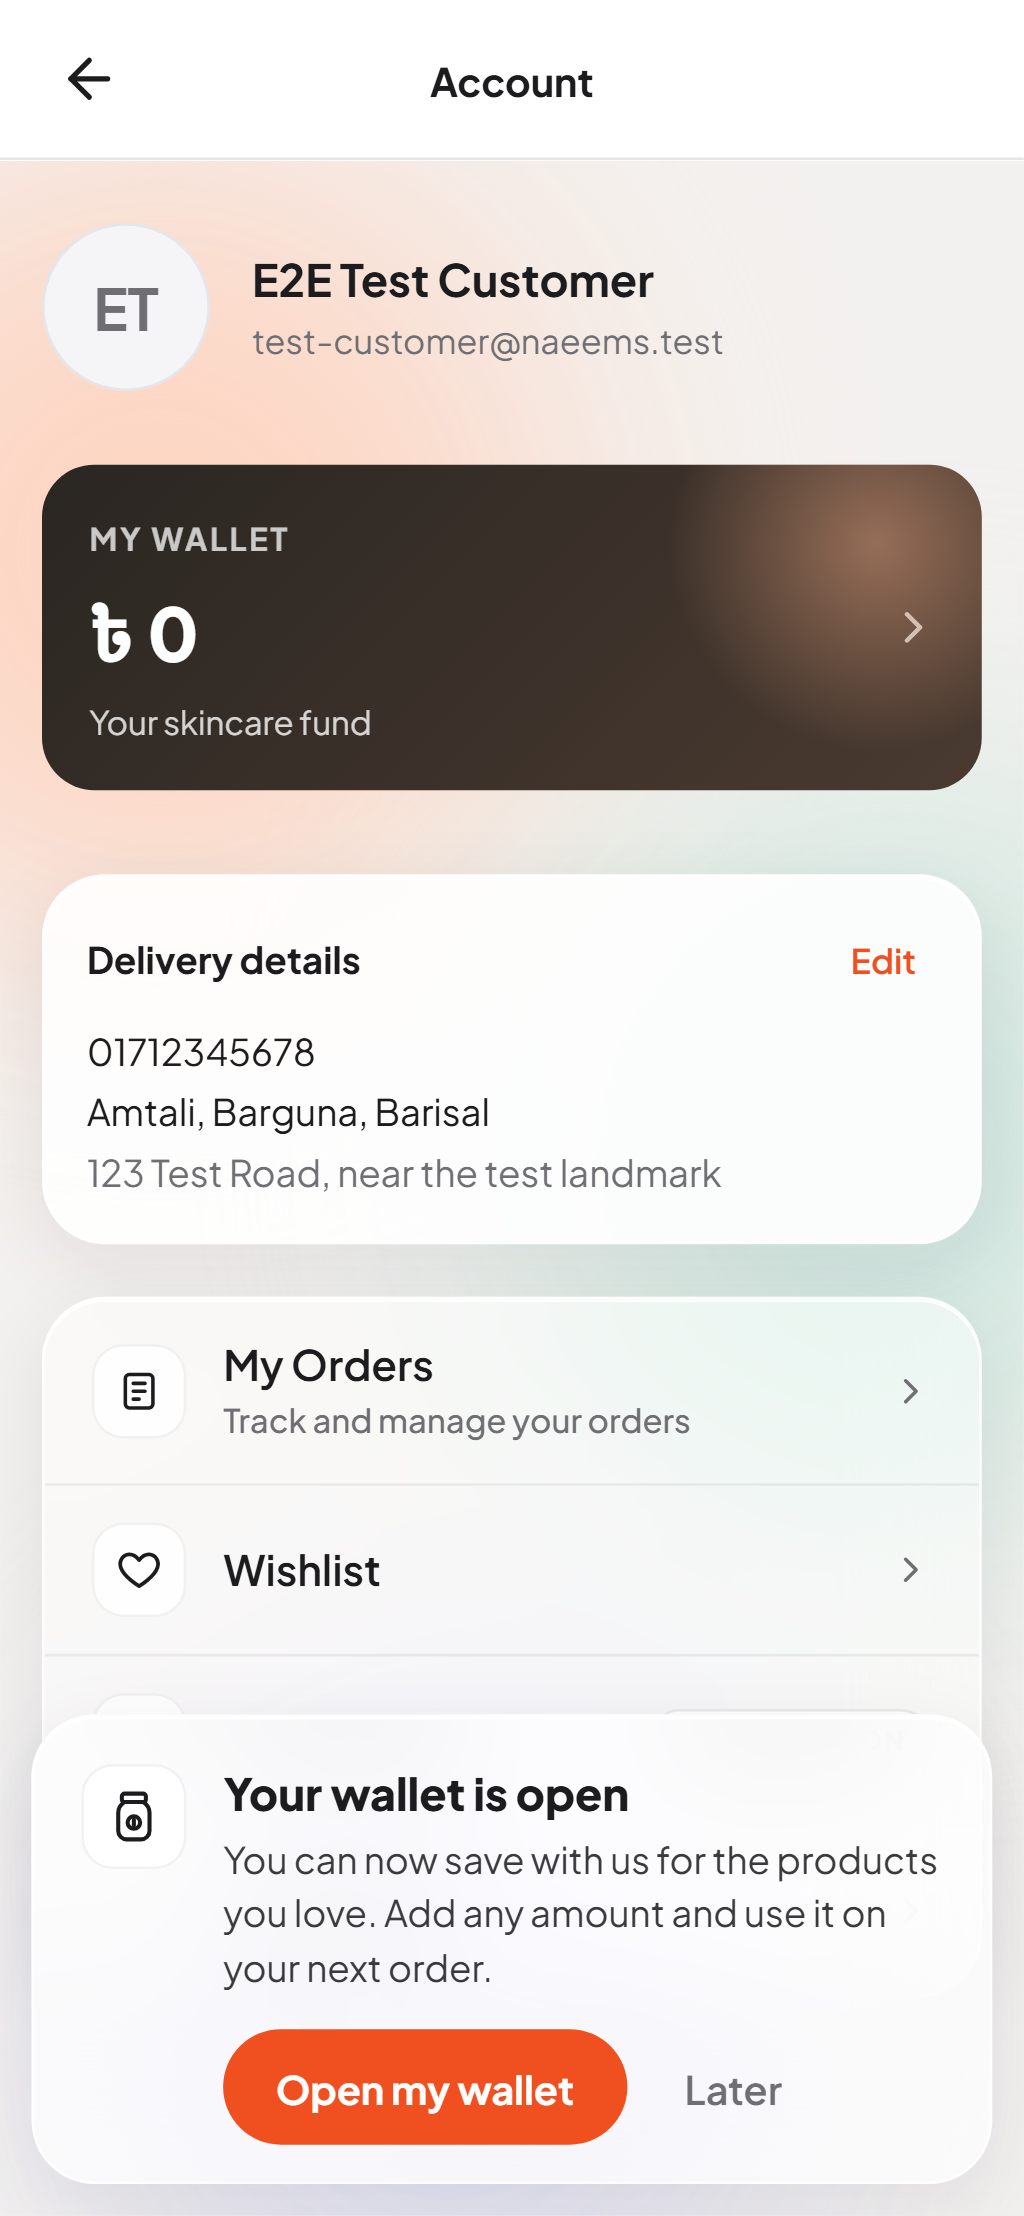 Account
ET
E2E Test Customer
test-customer@naeems.test
MY WALLET
৳ 0
Your skincare fund
Delivery details
Edit
01712345678
Amtali, Barguna, Barisal
123 Test Road, near the test landmark
My Orders
Track and manage your orders
Wishlist
Your wallet is open
You can now save with us for the products
you love. Add any amount and use it on
your next order.
Open my wallet
Later